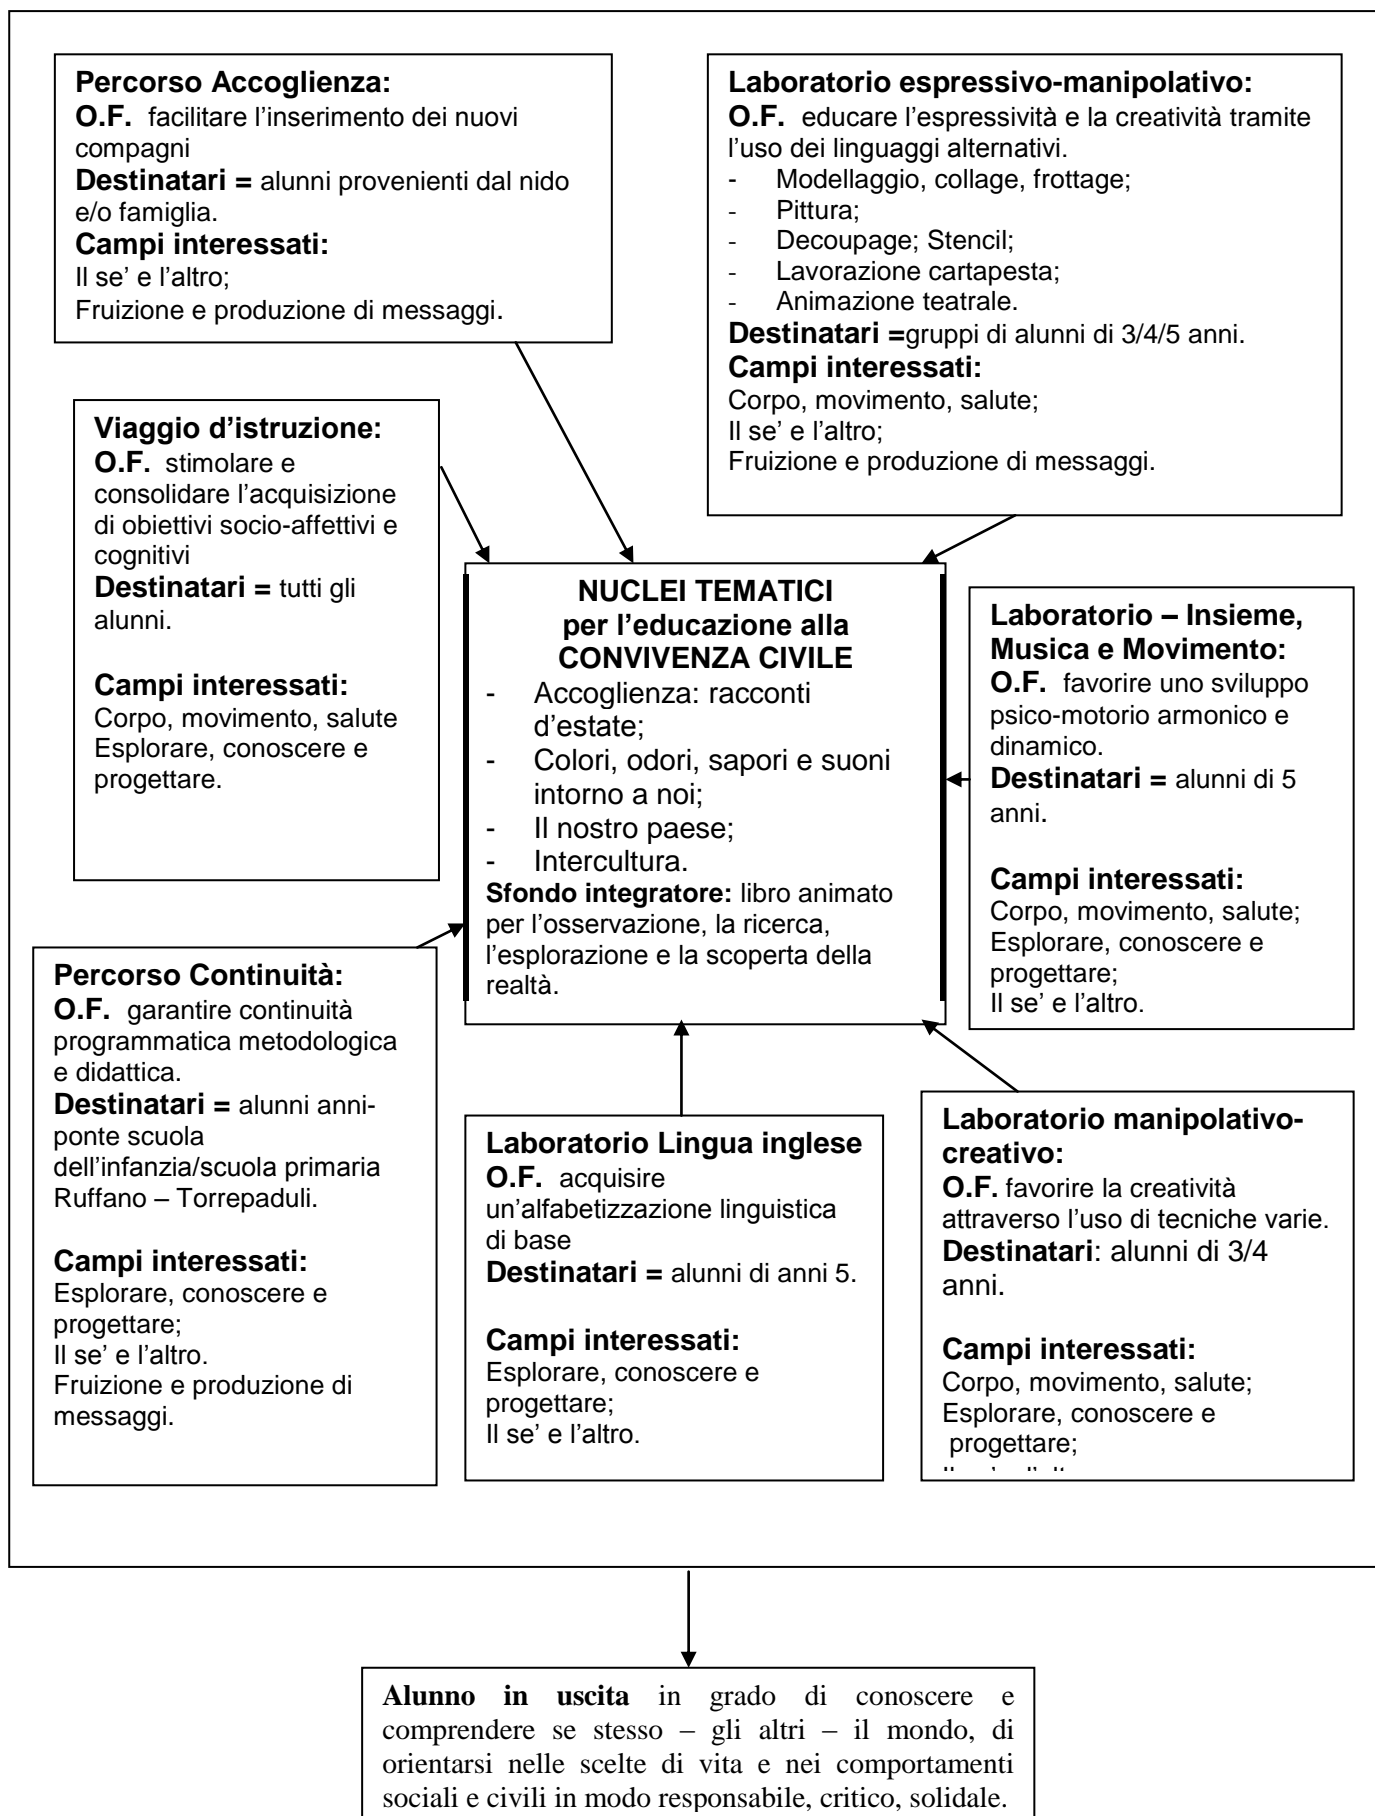 Percorso Accoglienza:
O.F. facilitare l’inserimento dei nuovi
compagni
Destinatari = alunni provenienti dal nido
e/o famiglia.
Campi interessati:
Il se’ e l’altro;
Fruizione e produzione di messaggi.
Laboratorio espressivo-manipolativo:
O.F. educare l’espressività e la creatività tramite
l’uso dei linguaggi alternativi.
- Modellaggio, collage, frottage;
- Pittura;
- Decoupage; Stencil;
- Lavorazione cartapesta;
- Animazione teatrale.
Destinatari =gruppi di alunni di 3/4/5 anni.
Campi interessati:
Corpo, movimento, salute;
Il se’ e l’altro;
Fruizione e produzione di messaggi.
Viaggio d’istruzione:
O.F. stimolare e
consolidare l’acquisizione
di obiettivi socio-affettivi e
cognitivi
Destinatari = tutti gli
alunni.
Campi interessati:
Corpo, movimento, salute
Esplorare, conoscere e
progettare.
NUCLEI TEMATICI
per l’educazione alla
CONVIVENZA CIVILE
- Accoglienza: racconti
d’estate;
- Colori, odori, sapori e suoni
intorno a noi;
- Il nostro paese;
- Intercultura.
Sfondo integratore: libro animato
per l’osservazione, la ricerca,
l’esplorazione e la scoperta della
realtà.
Laboratorio – Insieme,
Musica e Movimento:
O.F. favorire uno sviluppo
psico-motorio armonico e
dinamico.
Destinatari = alunni di 5
anni.
Campi interessati:
Corpo, movimento, salute;
Esplorare, conoscere e
progettare;
Il se’ e l’altro.
Percorso Continuità:
O.F. garantire continuità
programmatica metodologica
e didattica.
Destinatari = alunni anni-
ponte scuola
dell’infanzia/scuola primaria
Ruffano – Torrepaduli.
Campi interessati:
Esplorare, conoscere e
progettare;
Il se’ e l’altro.
Fruizione e produzione di
messaggi.
Laboratorio Lingua inglese
O.F. acquisire
un’alfabetizzazione linguistica
di base
Destinatari = alunni di anni 5.
Campi interessati:
Esplorare, conoscere e
progettare;
Il se’ e l’altro.
Laboratorio manipolativo-
creativo:
O.F. favorire la creatività
attraverso l’uso di tecniche varie.
Destinatari: alunni di 3/4
anni.
Campi interessati:
Corpo, movimento, salute;
Esplorare, conoscere e
progettare;
Alunno in uscita in grado di conoscere e
comprendere se stesso – gli altri – il mondo, di
orientarsi nelle scelte di vita e nei comportamenti
sociali e civili in modo responsabile, critico, solidale.